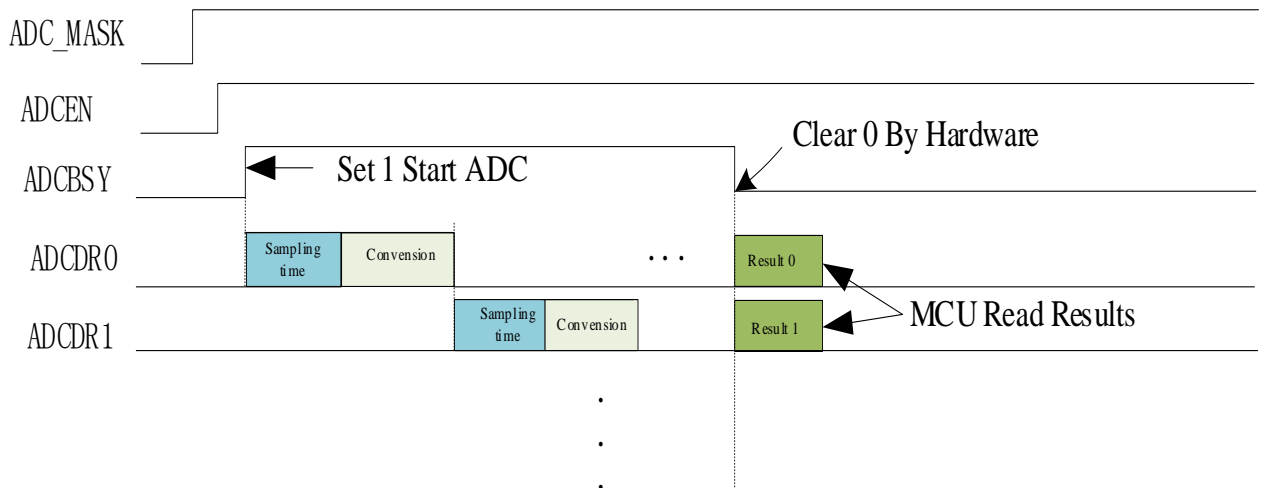 ADC_MASK
ADCEN
Clear 0 By Hardware
ADCBSY
Set 1 Start ADC
ADCDR0
Sampling
time
Convension
...
Result 0
MCU Read Results
ADCDR1
Sampling
time
Convension
Result 1
.
.
.